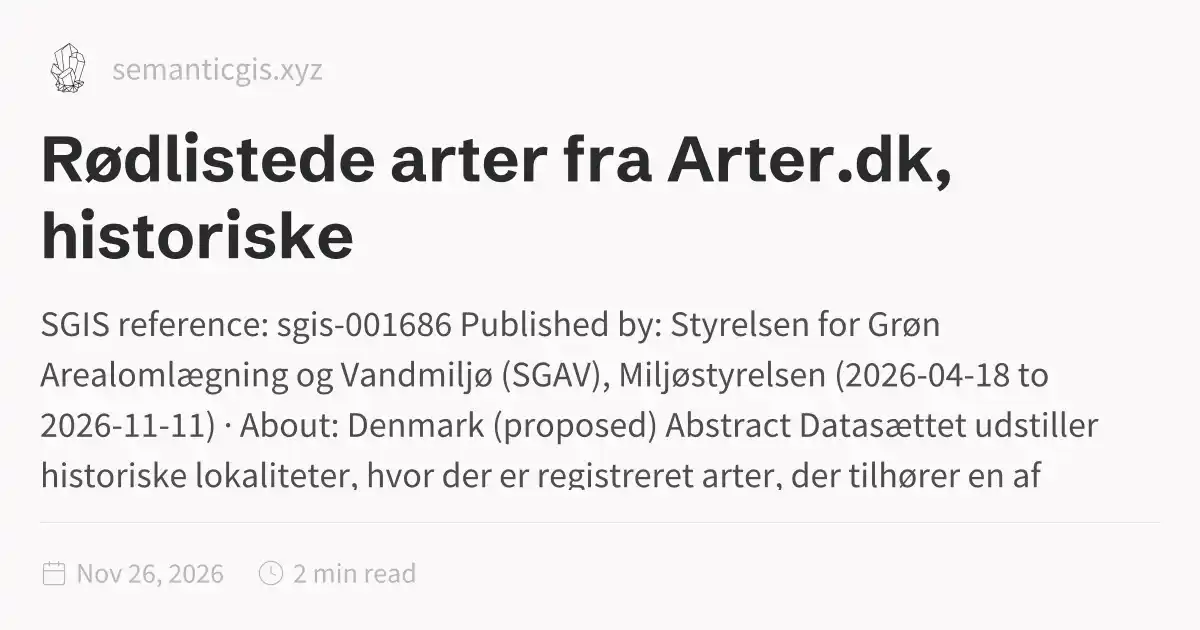 semanticgis.xyz
Rødlistede arter fra Arter.dk,
historiske
SGIS reference: sgis-001686 Published by: Styrelsen for Grøn
Arealomlægning og Vandmiljø (SGAV), Miljøstyrelsen (2026-04-18 to
2026-11-11) · About: Denmark (proposed) Abstract Datasættet udstiller
historiske lokaliteter, hvor der er registreret arter, der tilhører en af
Nov 26, 2026
2 min read